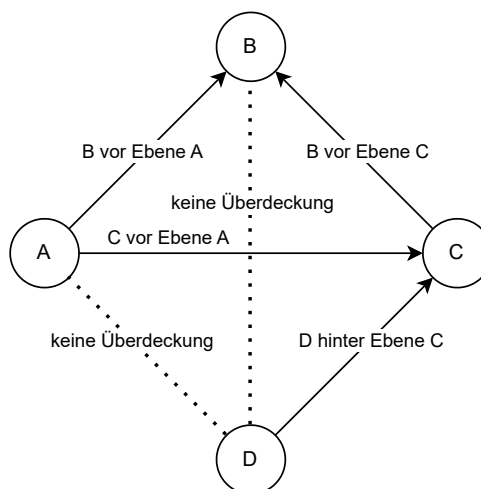 B
B vor Ebene A
B vor Ebene C
keine Überdeckung
A
C vor Ebene A
C
keine Überdeckung
D hinter Ebene C
D